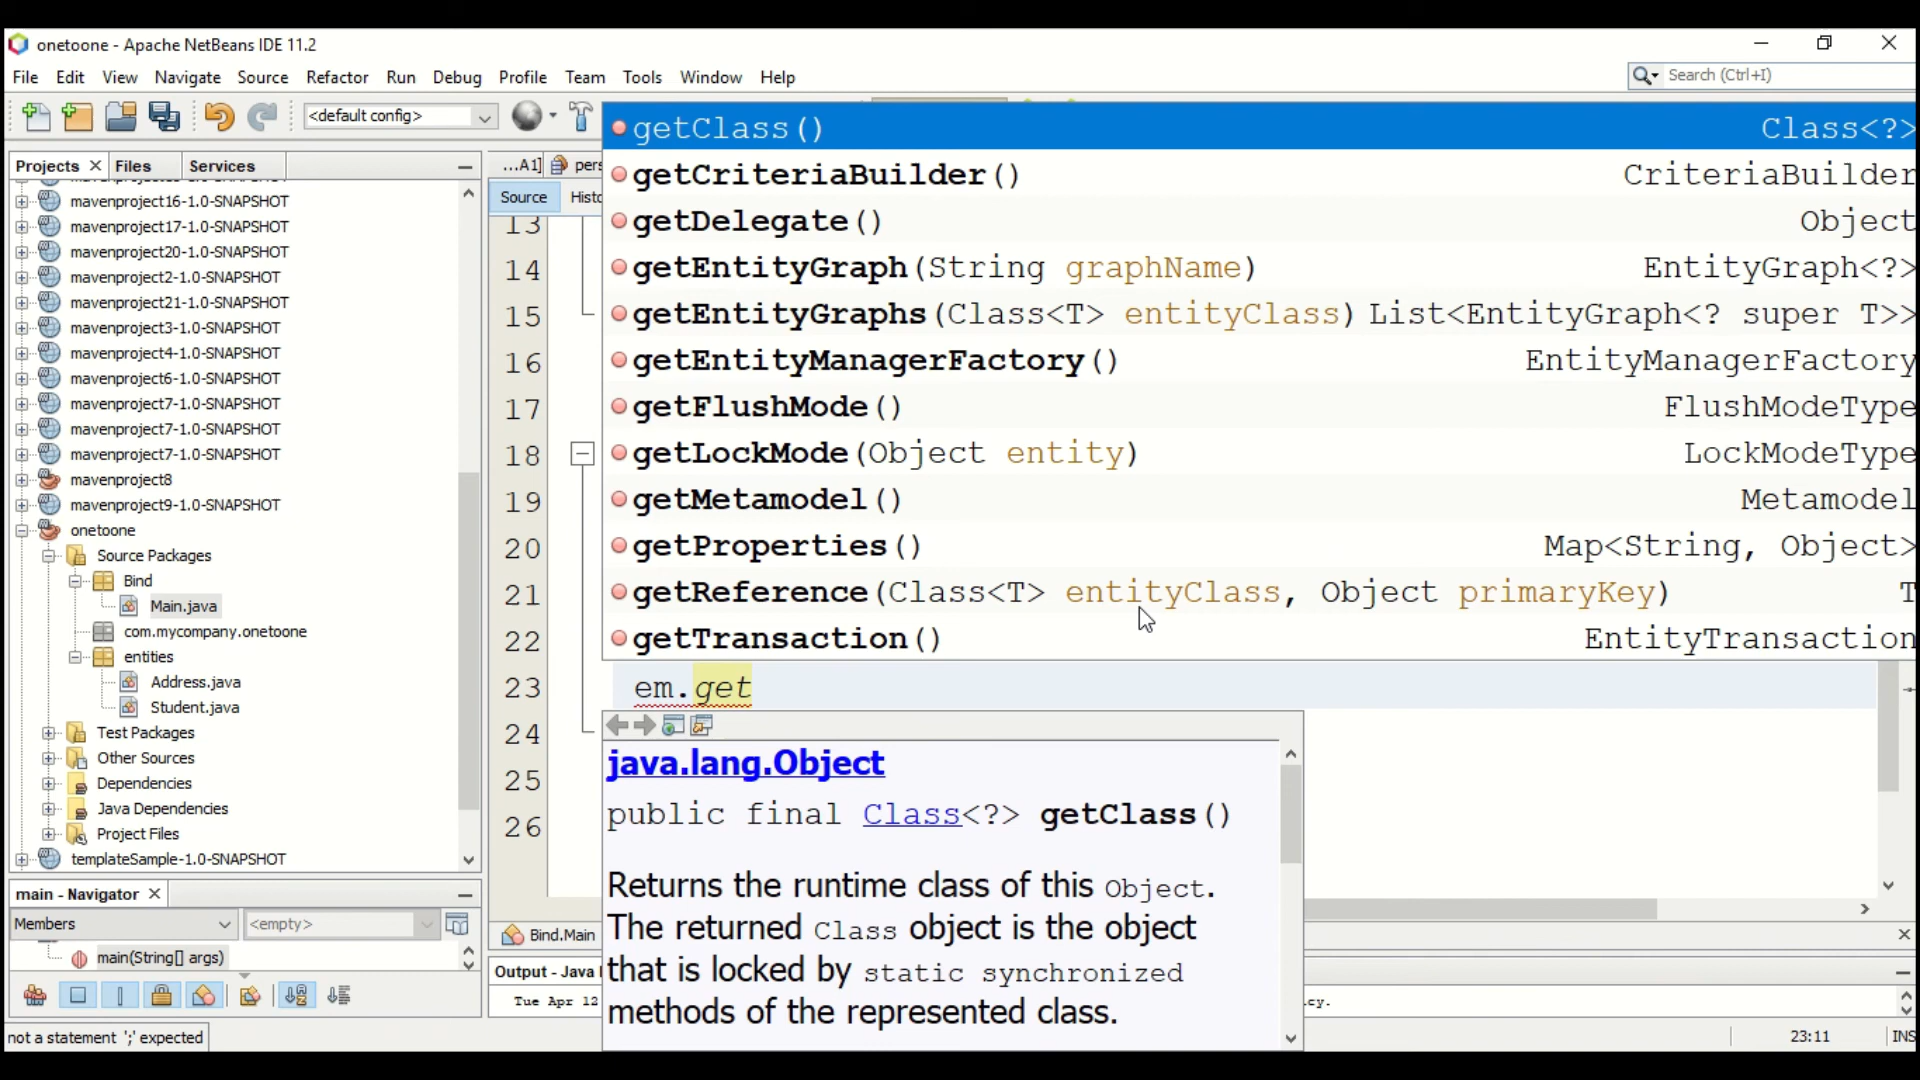 onetoone - Apache NetBeans IDE 11.2
File Edit View Navigate Source Refactor Run Debug Profile Team Tools Window Help
Search (Ctrl+I)
<default config>
Projects Files Services
mavenproject16-1.0-SNAPSHOT
mavenproject17-1.0-SNAPSHOT
mavenproject20-1.0-SNAPSHOT
mavenproject2-1.0-SNAPSHOT
mavenproject21-1.0-SNAPSHOT
mavenproject3-1.0-SNAPSHOT
mavenproject4-1.0-SNAPSHOT
mavenproject6-1.0-SNAPSHOT
mavenproject7-1.0-SNAPSHOT
mavenproject7-1.0-SNAPSHOT
mavenproject7-1.0-SNAPSHOT
mavenproject8
mavenproject9-1.0-SNAPSHOT
onetoone
Source Packages
Bind
Main.java
com.mycompany.onetoone
entities
Address.java
Student.java
Test Packages
Other Sources
Dependencies
Java Dependencies
Project Files
templateSample-1.0-SNAPSHOT
main - Navigator
Members <empty>
main(String[] args)
not a statement ';' expected
...A1] pers
Source Histo
13
14
15
16
17
18
19
20
21
22
23 em.get
24
25
26
getClass() Class<?>
getCriteriaBuilder() CriteriaBuilder
getDelegate() Object
getEntityGraph(String graphName) EntityGraph<?>
getEntityGraphs(Class<T> entityClass) List<EntityGraph<? super T>>
getEntityManagerFactory() EntityManagerFactory
getFlushMode() FlushModeType
getLockMode(Object entity) LockModeType
getMetamodel() Metamodel
getProperties() Map<String, Object>
getReference(Class<T> entityClass, Object primaryKey) T
getTransaction() EntityTransaction
java.lang.Object
public final Class<?> getClass()
Returns the runtime class of this Object.
The returned Class object is the object
that is locked by static synchronized
methods of the represented class.
Bind.Main
Output - Java
Tue Apr 12 cy.
23:11 INS